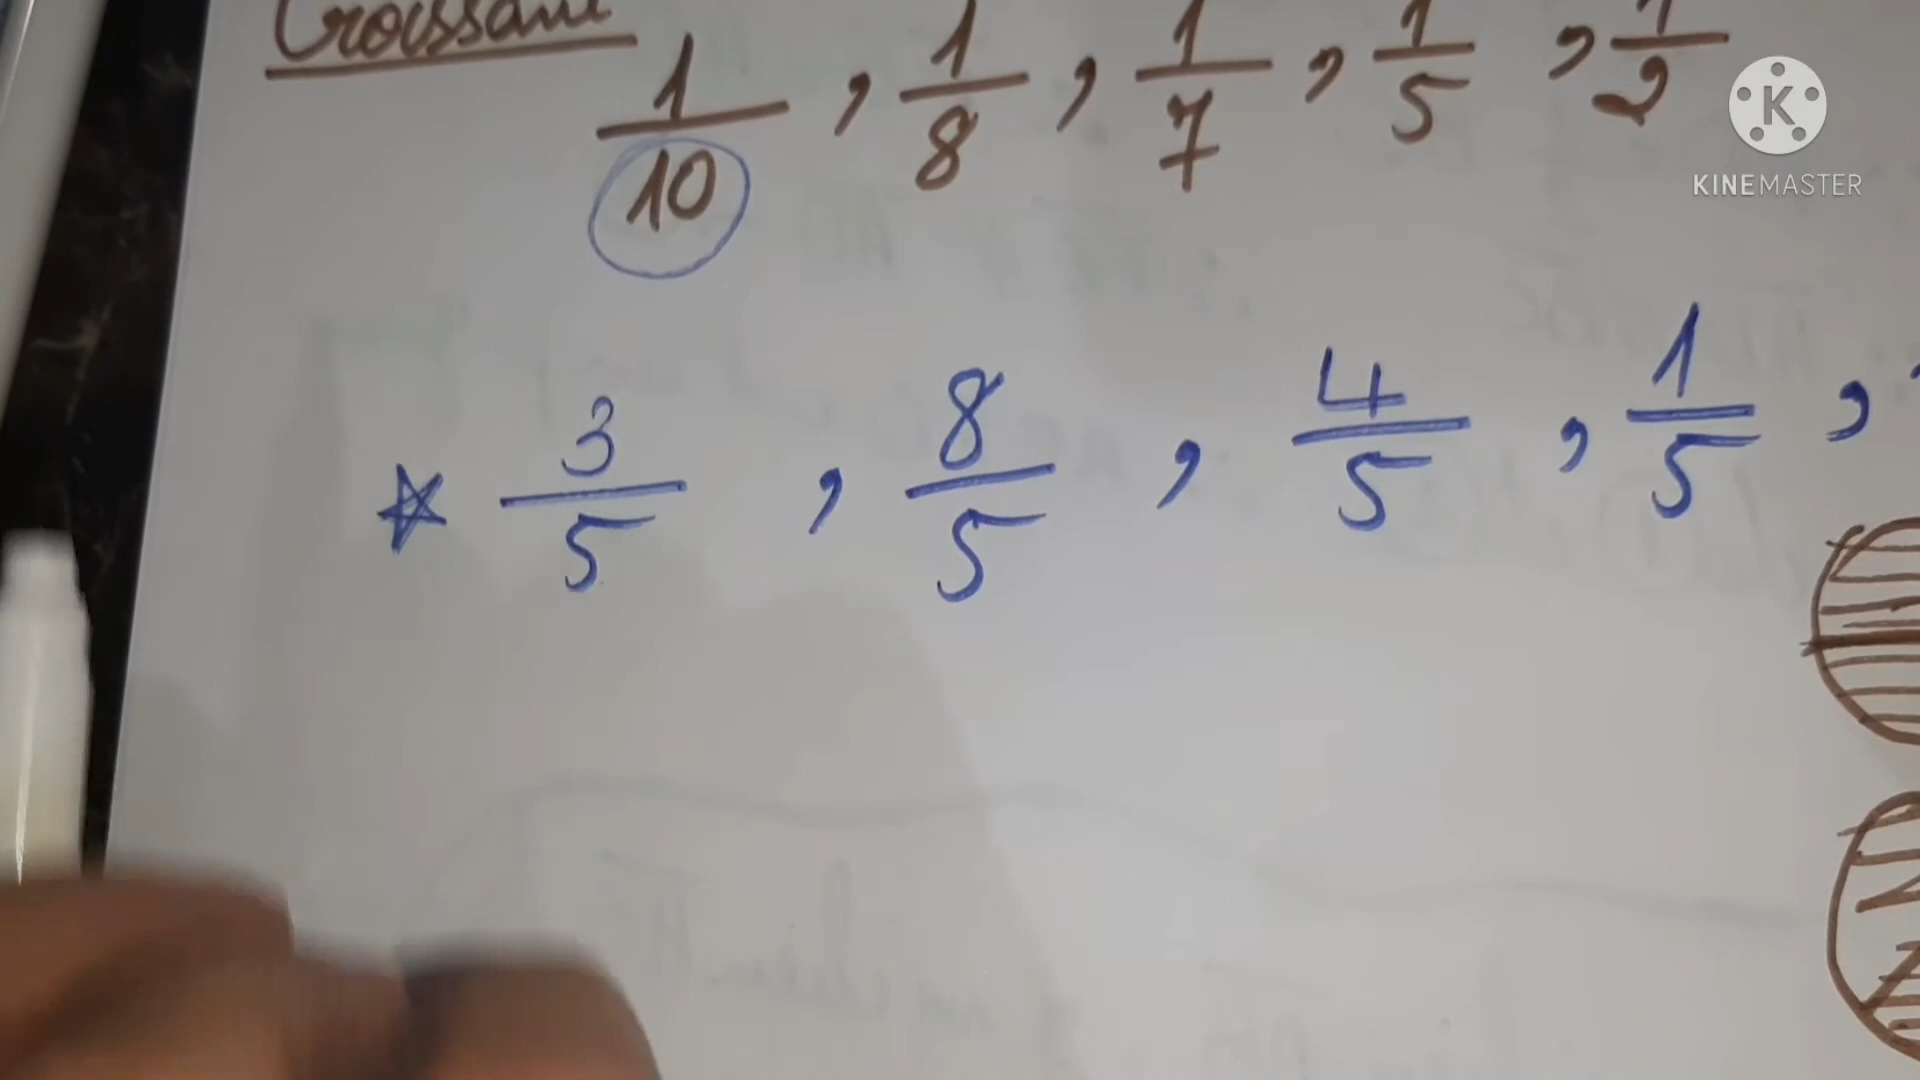 Croissant
1/10 , 1/8 , 1/7 , 1/5 , 1/2
K
KINEMASTER
☆ 3/5 , 8/5 , 4/5 , 1/5 ,